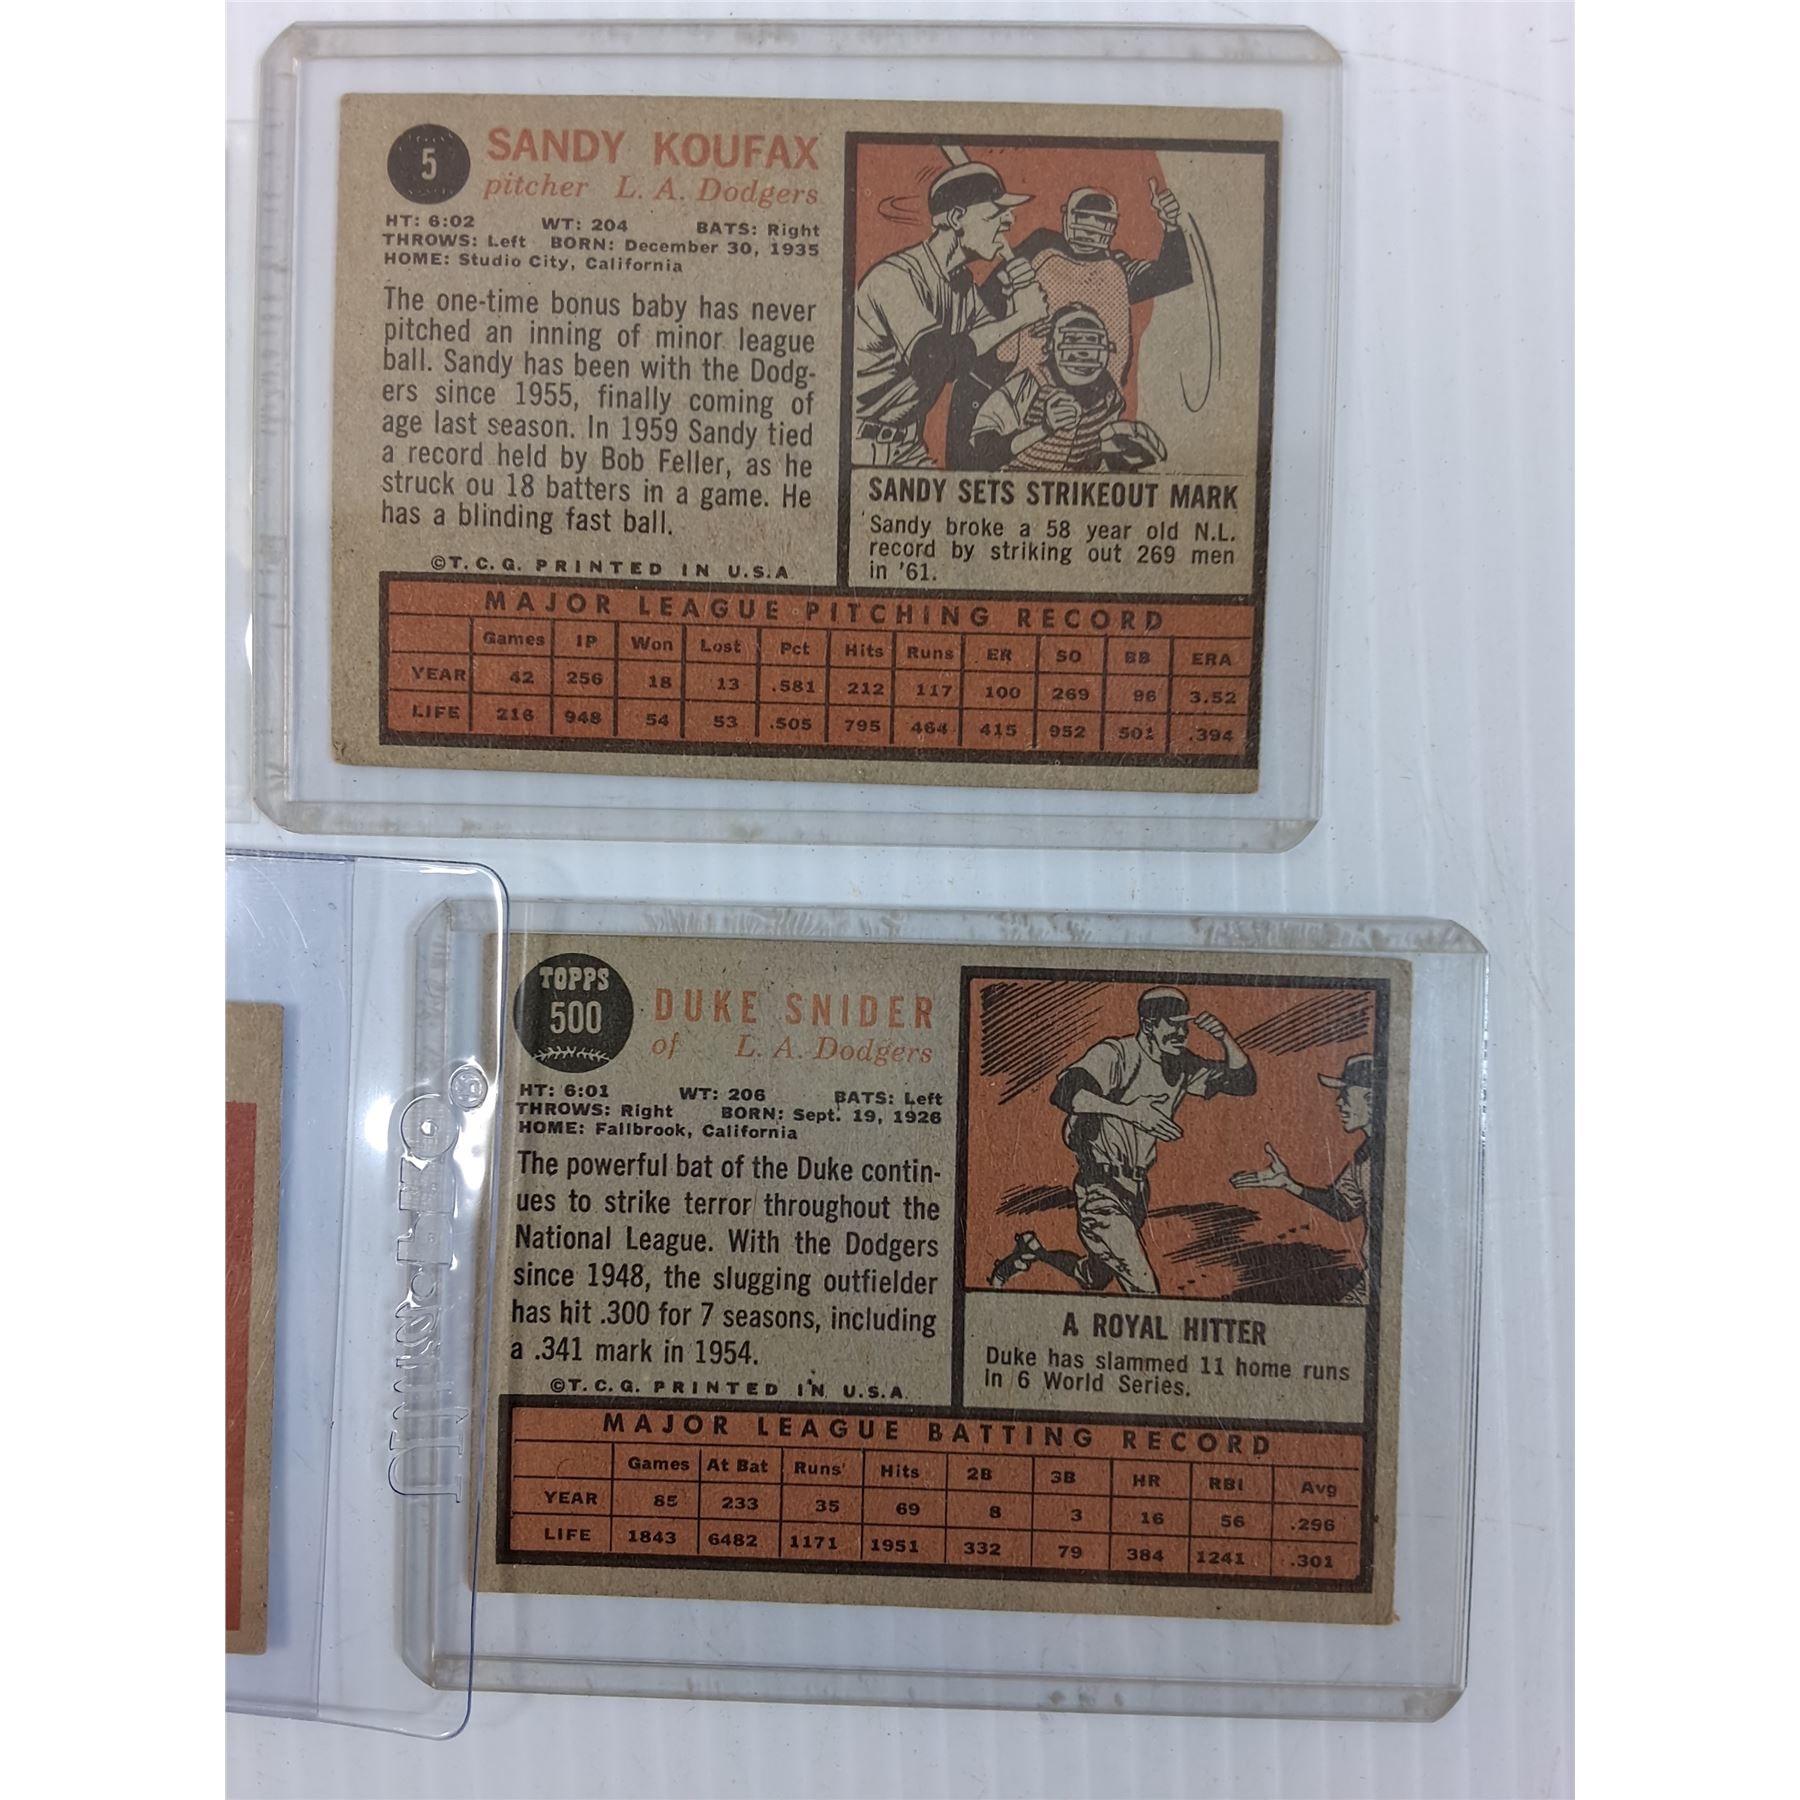 5
SANDY KOUFAX
pitcher L. A. Dodgers
HT: 6:02 WT: 204 BATS: Right
THROWS: Left BORN: December 30, 1935
HOME: Studio City, California
The one-time bonus baby has never
pitched an inning of minor league
ball. Sandy has been with the Dodg-
ers since 1955, finally coming of
age last season. In 1959 Sandy tied
a record held by Bob Feller, as he
struck ou 18 batters in a game. He
has a blinding fast ball.
©T.C.G. PRINTED IN U.S.A
SANDY SETS STRIKEOUT MARK
Sandy broke a 58 year old N.L.
record by striking out 269 men
in '61.
MAJOR LEAGUE PITCHING RECORD
Games IP Won Lost Pct Hits Runs ER SO BB ERA
YEAR 42 256 18 13 .581 212 117 100 269 96 3.52
LIFE 216 948 54 53 .505 795 464 415 952 501 .394
TOPPS
500
DUKE SNIDER
of L. A. Dodgers
HT: 6:01 WT: 206 BATS: Left
THROWS: Right BORN: Sept. 19, 1926
HOME: Fallbrook, California
The powerful bat of the Duke contin-
ues to strike terror throughout the
National League. With the Dodgers
since 1948, the slugging outfielder
has hit .300 for 7 seasons, including
a .341 mark in 1954.
©T.C.G. PRINTED IN U.S.A.
A ROYAL HITTER
Duke has slammed 11 home runs
in 6 World Series.
MAJOR LEAGUE BATTING RECORD
Games At Bat Runs Hits 2B 3B HR RBI Avg
YEAR 85 233 35 69 8 3 16 56 .296
LIFE 1843 6482 1171 1951 332 79 384 1241 .301